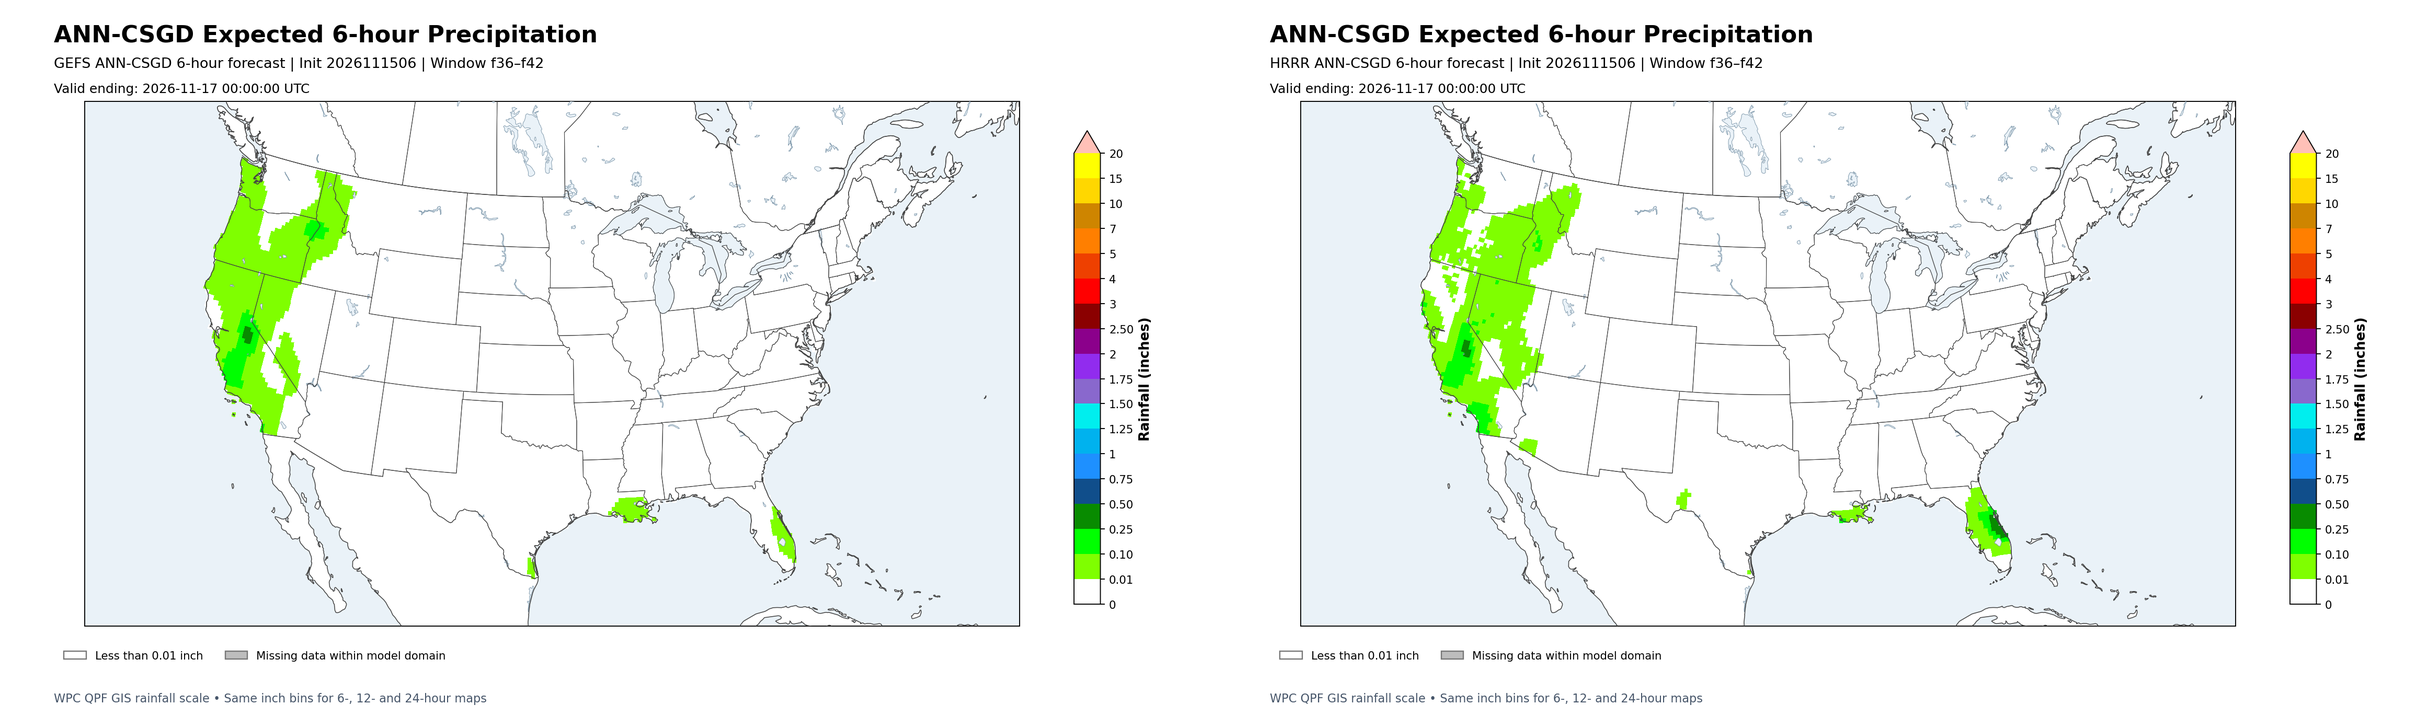 ANN-CSGD Expected 6-hour Precipitation
GEFS ANN-CSGD 6-hour forecast | Init 2026111506 | Window f36–f42
Valid ending: 2026-11-17 00:00:00 UTC
20
15
10
7
5
4
3
2.50
2
1.75
1.50
1.25
1
0.75
0.50
0.25
0.10
0.01
0
Rainfall (inches)
Less than 0.01 inch
Missing data within model domain
WPC QPF GIS rainfall scale • Same inch bins for 6-, 12- and 24-hour maps
ANN-CSGD Expected 6-hour Precipitation
HRRR ANN-CSGD 6-hour forecast | Init 2026111506 | Window f36–f42
Valid ending: 2026-11-17 00:00:00 UTC
20
15
10
7
5
4
3
2.50
2
1.75
1.50
1.25
1
0.75
0.50
0.25
0.10
0.01
0
Rainfall (inches)
Less than 0.01 inch
Missing data within model domain
WPC QPF GIS rainfall scale • Same inch bins for 6-, 12- and 24-hour maps